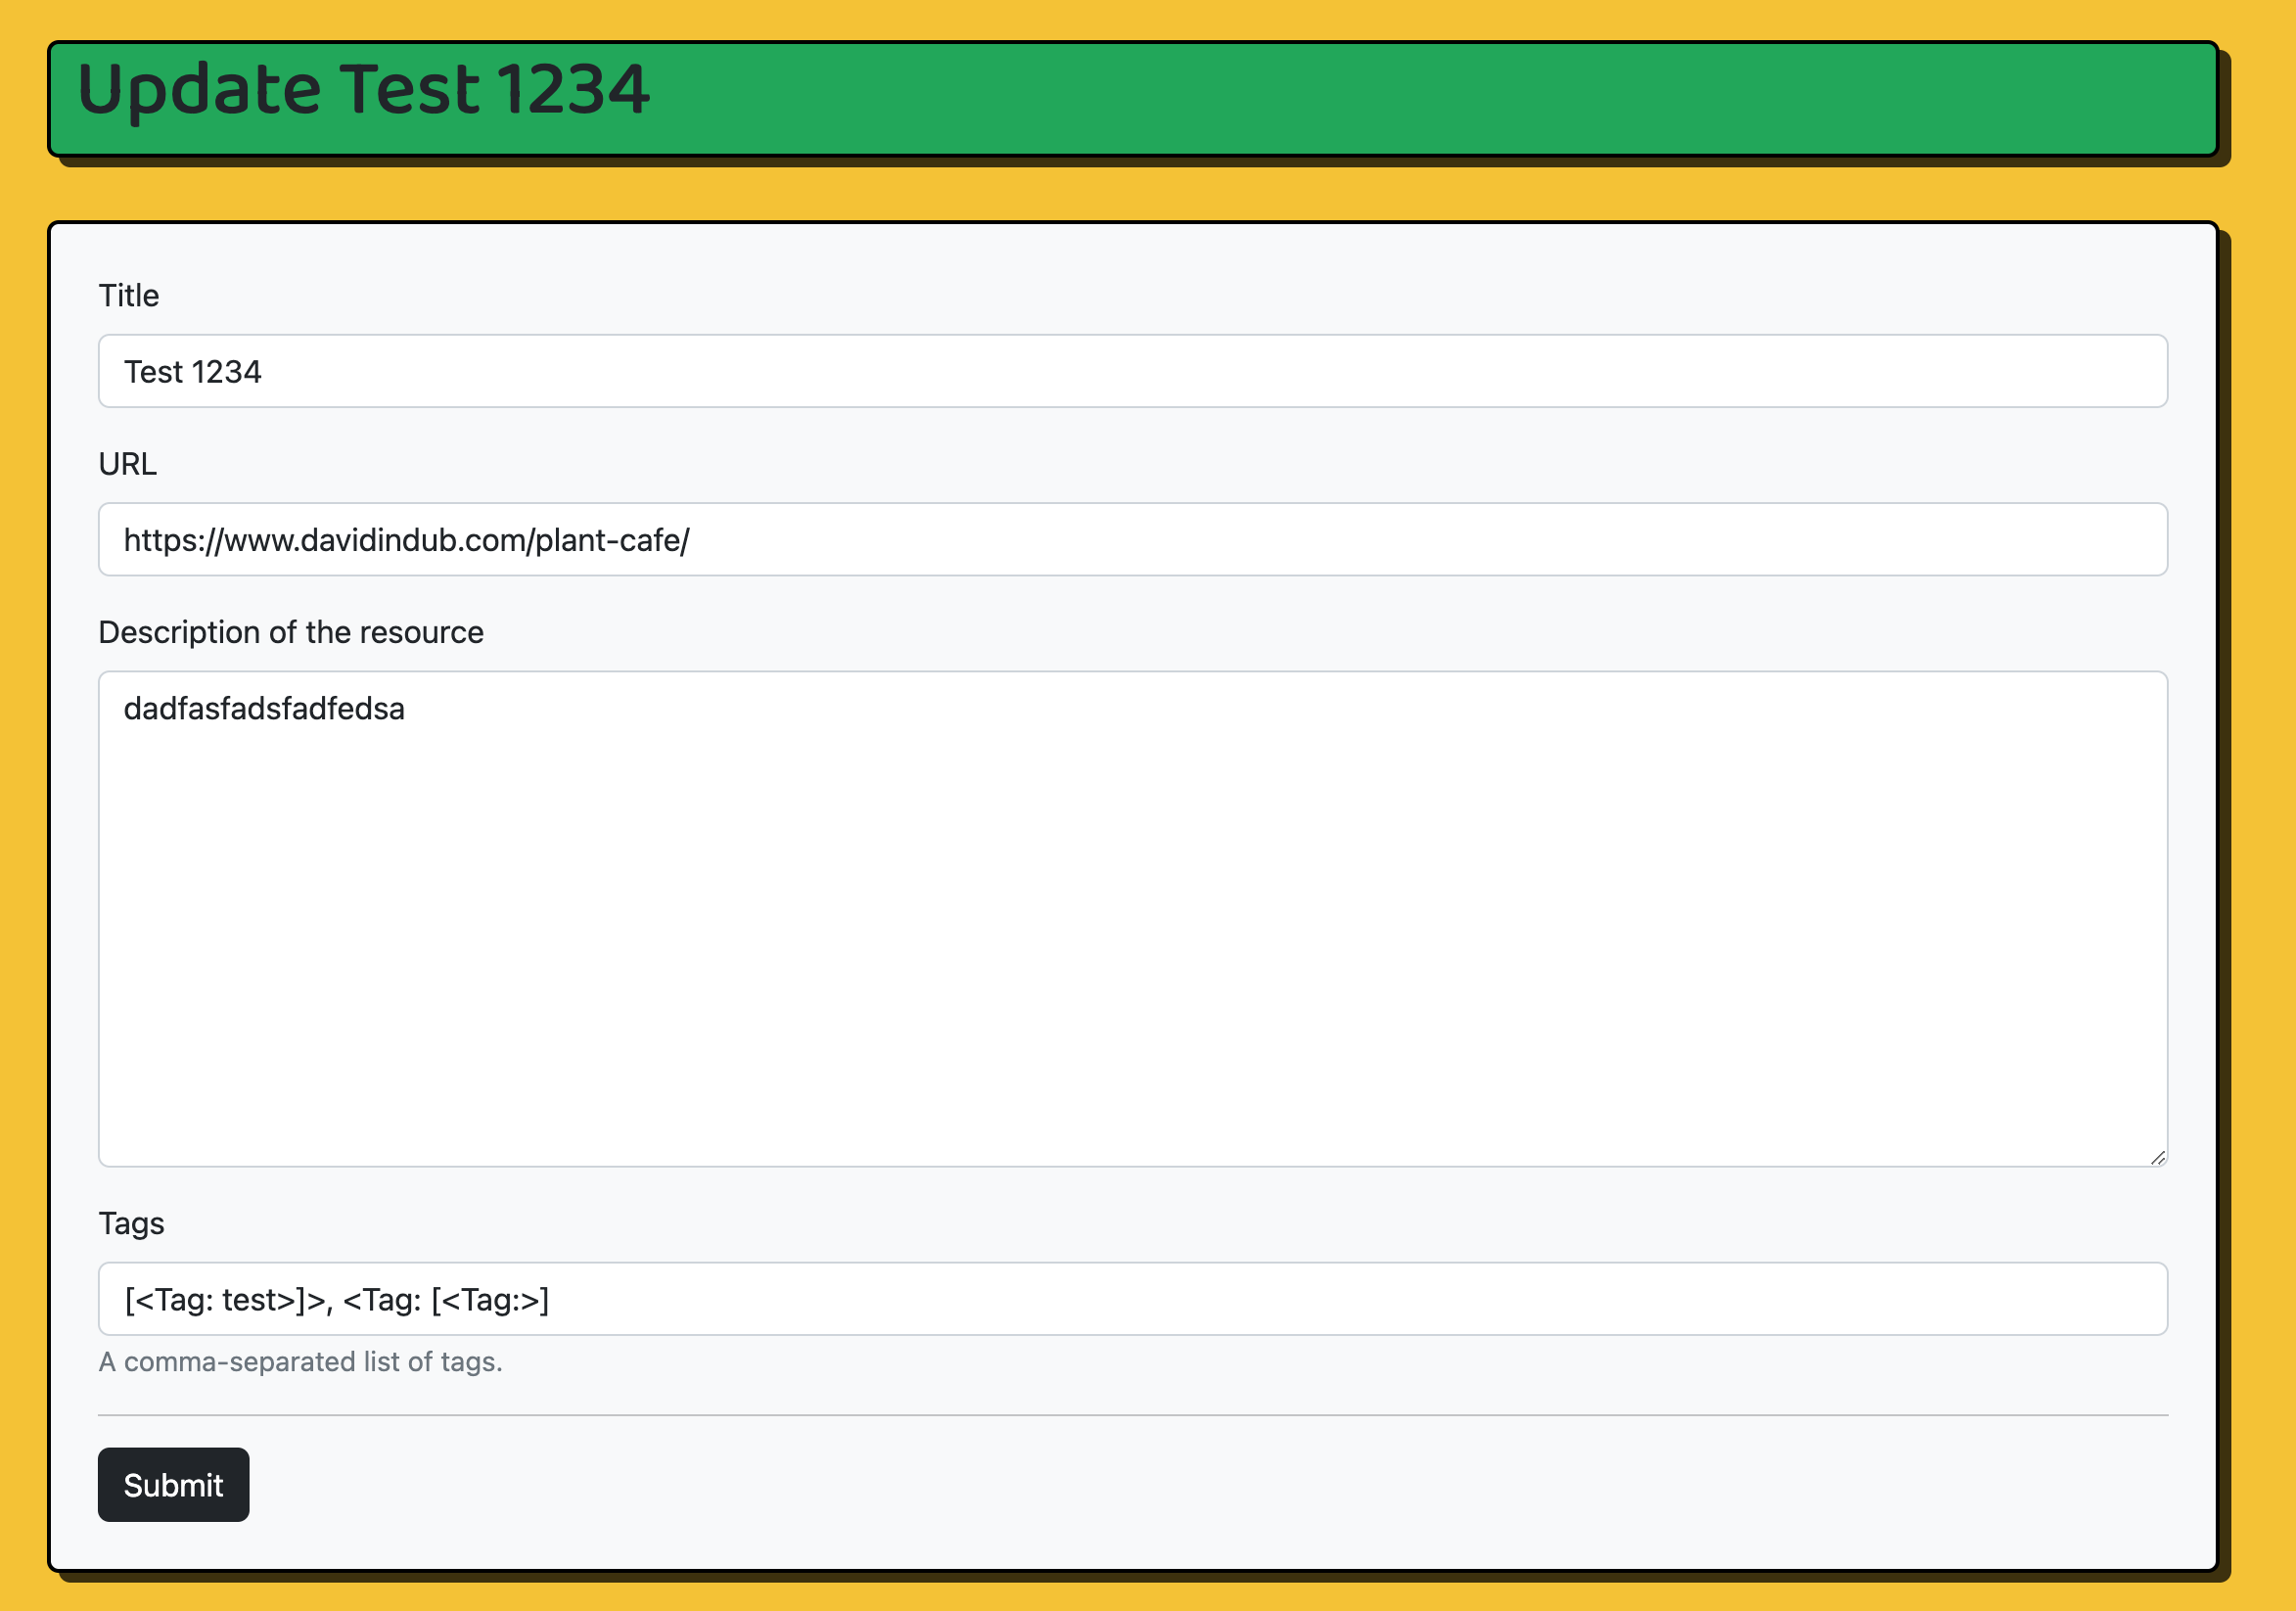 Update Test 1234
Title
Test 1234
URL
https://www.davidindub.com/plant-cafe/
Description of the resource
dadfasfadsfadfedsa
Tags
[<Tag: test>]>, <Tag: [<Tag:>]
A comma-separated list of tags.
Submit